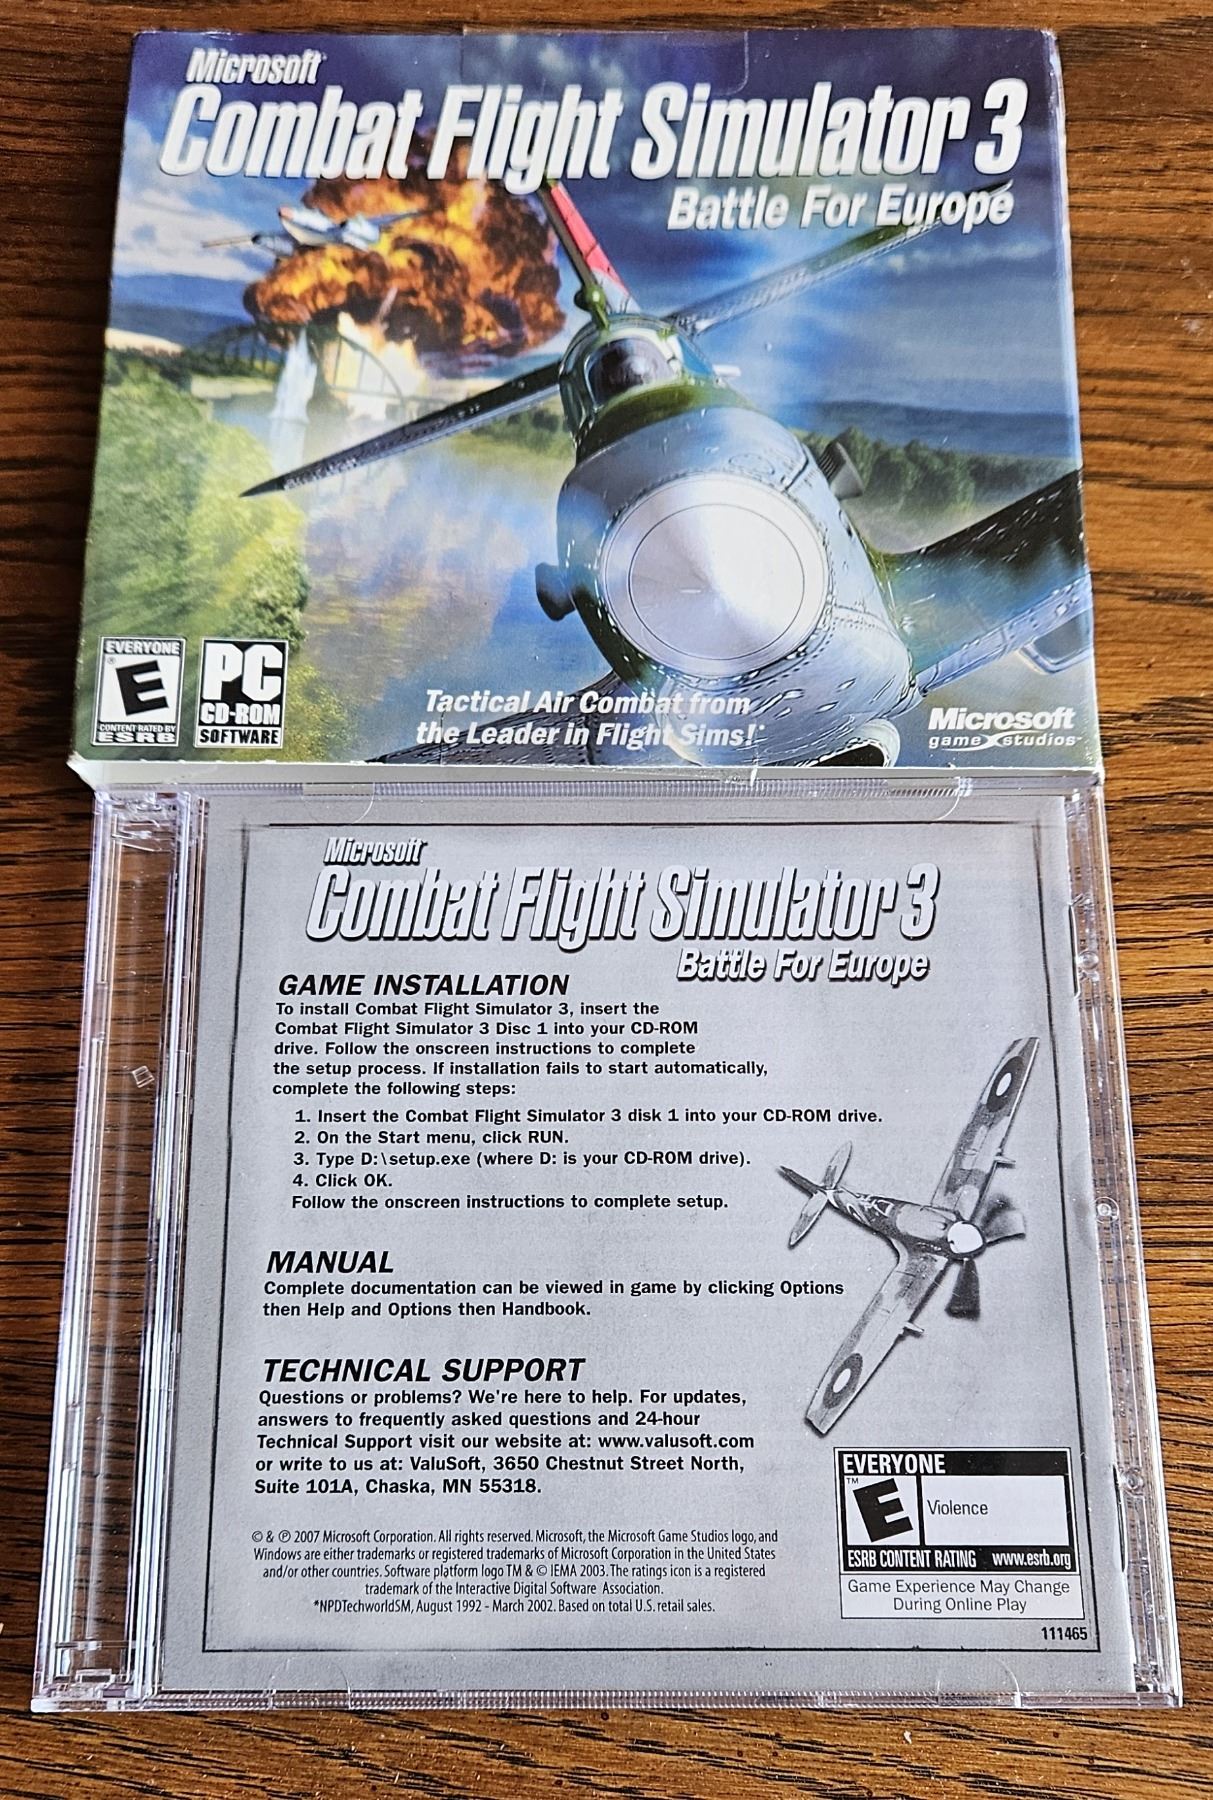 Microsoft
Combat Flight Simulator 3
Battle For Europe
EVERYONE
E
CONTENT RATED BY
ESRB
PC
CD-ROM
SOFTWARE
Tactical Air Combat from
the Leader in Flight Sims!*
Microsoft
game studios™
Microsoft
Combat Flight Simulator 3
Battle For Europe
GAME INSTALLATION
To install Combat Flight Simulator 3, insert the
Combat Flight Simulator 3 Disc 1 into your CD-ROM
drive. Follow the onscreen instructions to complete
the setup process. If installation fails to start automatically,
complete the following steps:
1. Insert the Combat Flight Simulator 3 disk 1 into your CD-ROM drive.
2. On the Start menu, click RUN.
3. Type D:\setup.exe (where D: is your CD-ROM drive).
4. Click OK.
Follow the onscreen instructions to complete setup.
MANUAL
Complete documentation can be viewed in game by clicking Options
then Help and Options then Handbook.
TECHNICAL SUPPORT
Questions or problems? We're here to help. For updates,
answers to frequently asked questions and 24-hour
Technical Support visit our website at: www.valusoft.com
or write to us at: ValuSoft, 3650 Chestnut Street North,
Suite 101A, Chaska, MN 55318.
© & ℗ 2007 Microsoft Corporation. All rights reserved. Microsoft, the Microsoft Game Studios logo, and
Windows are either trademarks or registered trademarks of Microsoft Corporation in the United States
and/or other countries. Software platform logo TM & © IEMA 2003. The ratings icon is a registered
trademark of the Interactive Digital Software Association.
*NPDTechworldSM, August 1992 - March 2002. Based on total U.S. retail sales.
EVERYONE
™
E
Violence
ESRB CONTENT RATING www.esrb.org
Game Experience May Change
During Online Play
111465